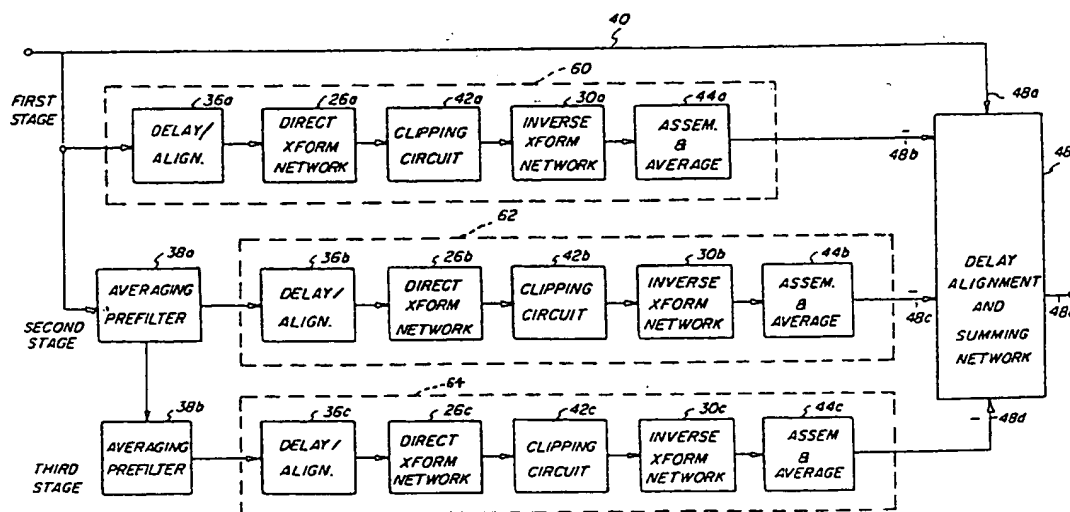 40
60
FIRST
STAGE
36a
26a
42a
30a
44a
48a
DELAY/
ALIGN.
DIRECT
XFORM
NETWORK
CLIPPING
CIRCUIT
INVERSE
XFORM
NETWORK
ASSEM.
&
AVERAGE
-
48b
48
62
38a
36b
26b
42b
30b
44b
AVERAGING
PREFILTER
DELAY/
ALIGN.
DIRECT
XFORM
NETWORK
CLIPPING
CIRCUIT
INVERSE
XFORM
NETWORK
ASSEM.
&
AVERAGE
-
48c
DELAY
ALIGNMENT
AND
SUMMING
NETWORK
SECOND
STAGE
64
38b
36c
26c
42c
30c
44c
- 48d
AVERAGING
PREFILTER
DELAY/
ALIGN.
DIRECT
XFORM
NETWORK
CLIPPING
CIRCUIT
INVERSE
XFORM
NETWORK
ASSEM
&
AVERAGE
THIRD
STAGE